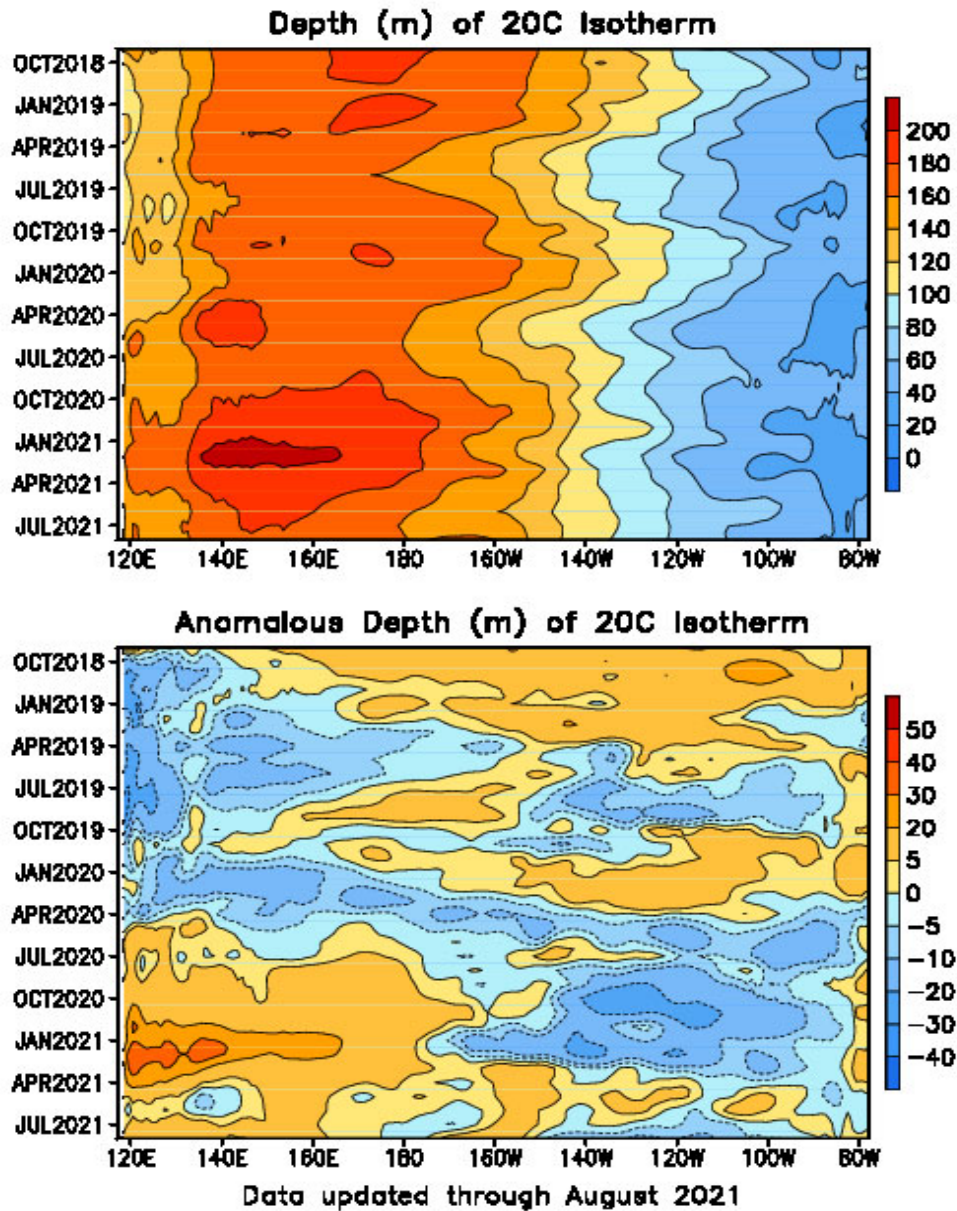 Depth (m) of 20C Isotherm
OCT2018
JAN2019
APR2019
JUL2019
OCT2019
JAN2020
APR2020
JUL2020
OCT2020
JAN2021
APR2021
JUL2021
120E 140E 160E 180 160W 140W 120W 100W 80W
200
180
160
140
120
100
80
60
40
20
0
Anomalous Depth (m) of 20C Isotherm
OCT2018
JAN2019
APR2019
JUL2019
OCT2019
JAN2020
APR2020
JUL2020
OCT2020
JAN2021
APR2021
JUL2021
120E 140E 160E 180 160W 140W 120W 100W 80W
50
40
30
20
10
5
0
-5
-10
-20
-30
-40
Data updated through August 2021